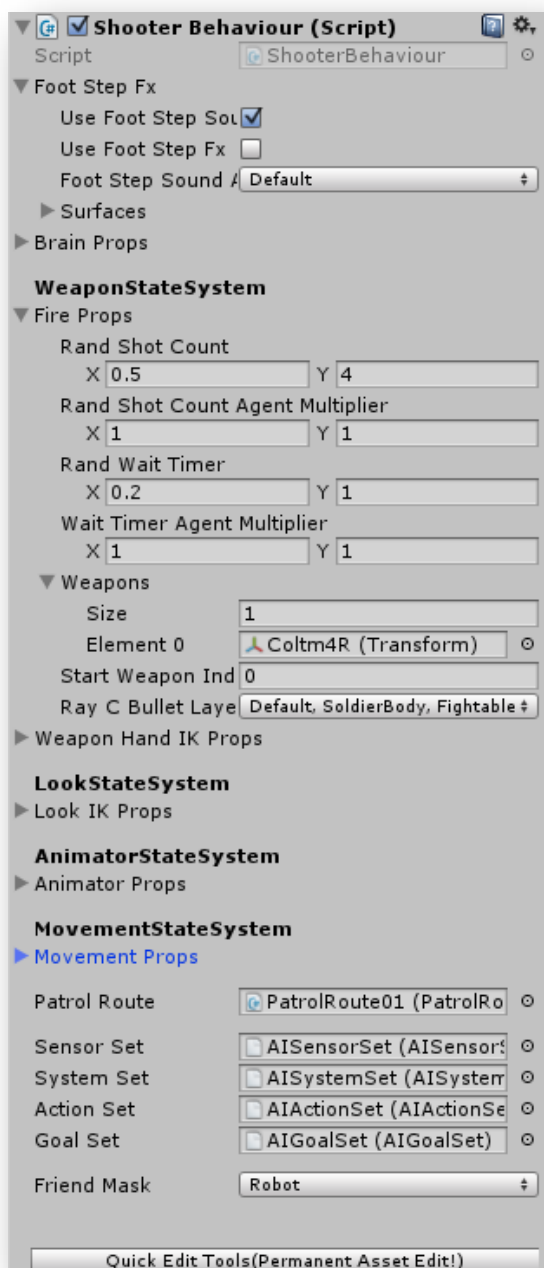 Shooter Behaviour (Script)
Script ShooterBehaviour
Foot Step Fx
Use Foot Step Sou
Use Foot Step Fx
Foot Step Sound A Default
Surfaces
Brain Props
WeaponStateSystem
Fire Props
Rand Shot Count
X 0.5 Y 4
Rand Shot Count Agent Multiplier
X 1 Y 1
Rand Wait Timer
X 0.2 Y 1
Wait Timer Agent Multiplier
X 1 Y 1
Weapons
Size 1
Element 0 Coltm4R (Transform)
Start Weapon Ind 0
Ray C Bullet Laye Default, SoldierBody, Fightable
Weapon Hand IK Props
LookStateSystem
Look IK Props
AnimatorStateSystem
Animator Props
MovementStateSystem
Movement Props
Patrol Route PatrolRoute01 (PatrolRo
Sensor Set AISensorSet (AISensorS
System Set AISystemSet (AISystem
Action Set AIActionSet (AIActionSe
Goal Set AIGoalSet (AIGoalSet)
Friend Mask Robot
Quick Edit Tools(Permanent Asset Edit!)